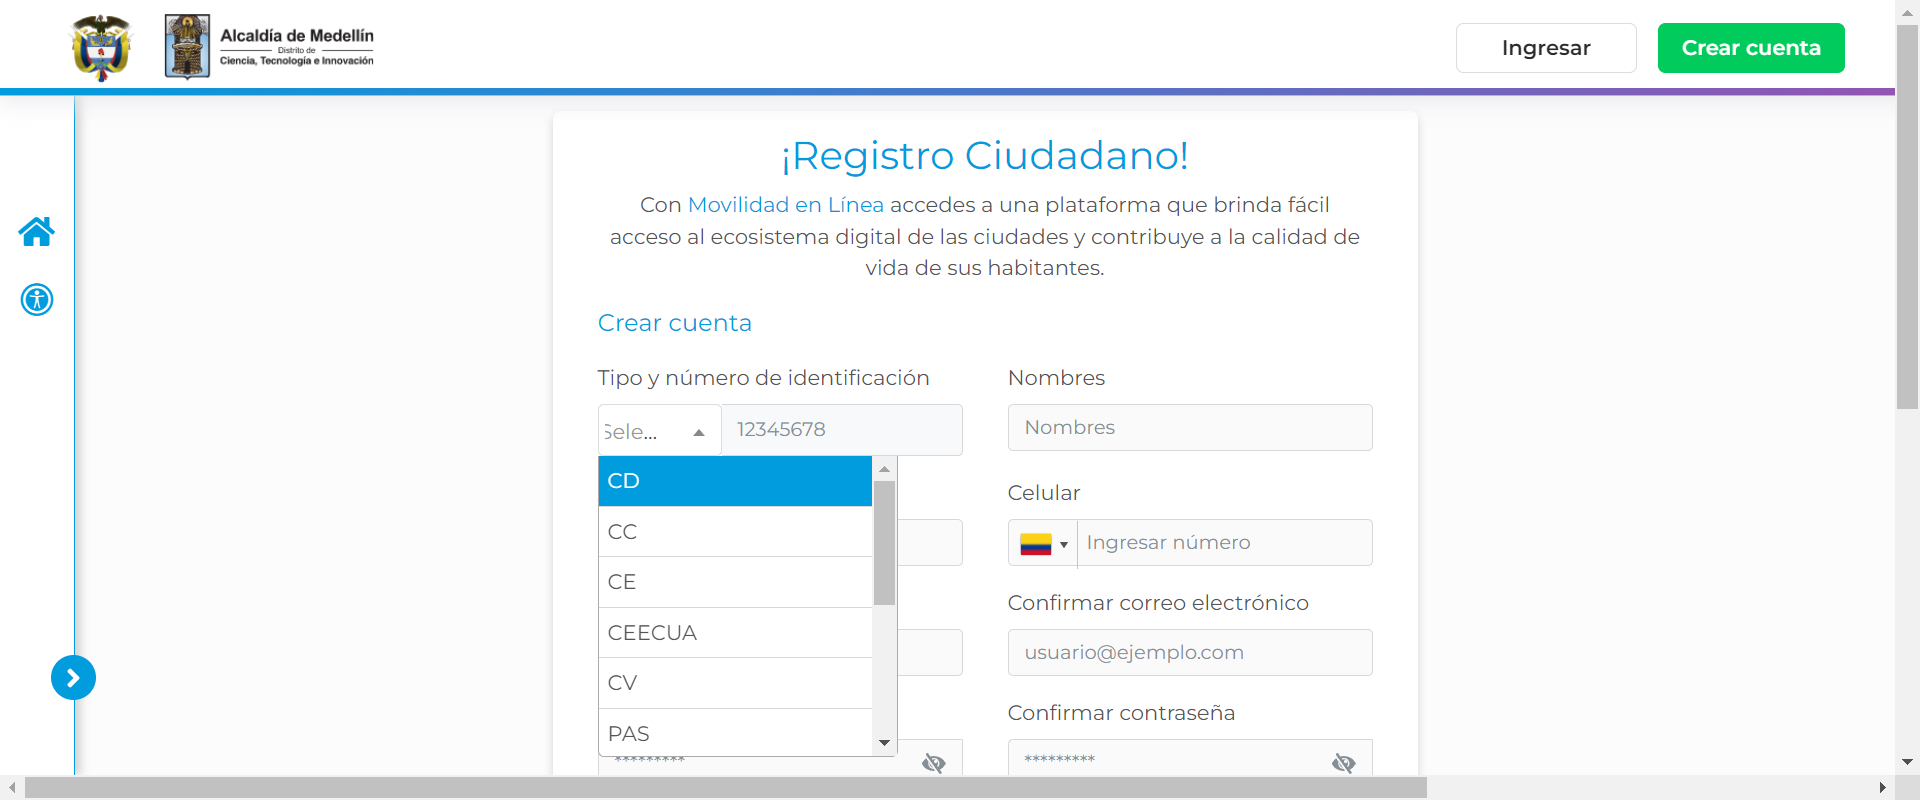 Alcaldía de Medellín
Distrito de
Ciencia, Tecnología e Innovación
Ingresar
Crear cuenta
¡Registro Ciudadano!
Con Movilidad en Línea accedes a una plataforma que brinda fácil
acceso al ecosistema digital de las ciudades y contribuye a la calidad de
vida de sus habitantes.
Crear cuenta
Tipo y número de identificación
Nombres
Sele...
12345678
Nombres
CD
CC
CE
CEECUA
CV
PAS
Celular
Ingresar número
Confirmar correo electrónico
usuario@ejemplo.com
Confirmar contraseña
*********
*********